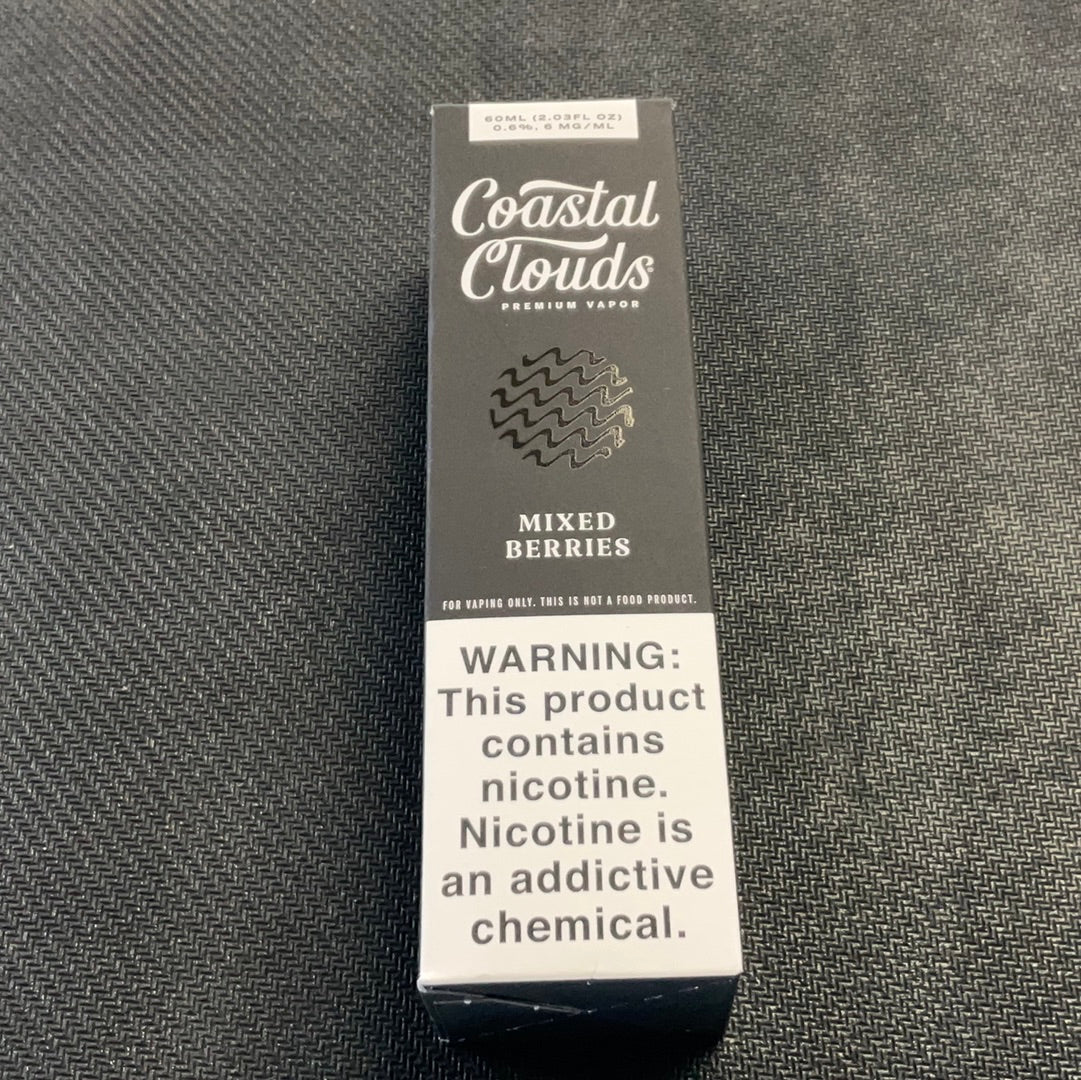 60ML (2.03FL OZ)
0.6%, 6 MG/ML
Coastal
Clouds
PREMIUM VAPOR
MIXED
BERRIES
FOR VAPING ONLY. THIS IS NOT A FOOD PRODUCT.
WARNING:
This product
contains
nicotine.
Nicotine is
an addictive
chemical.